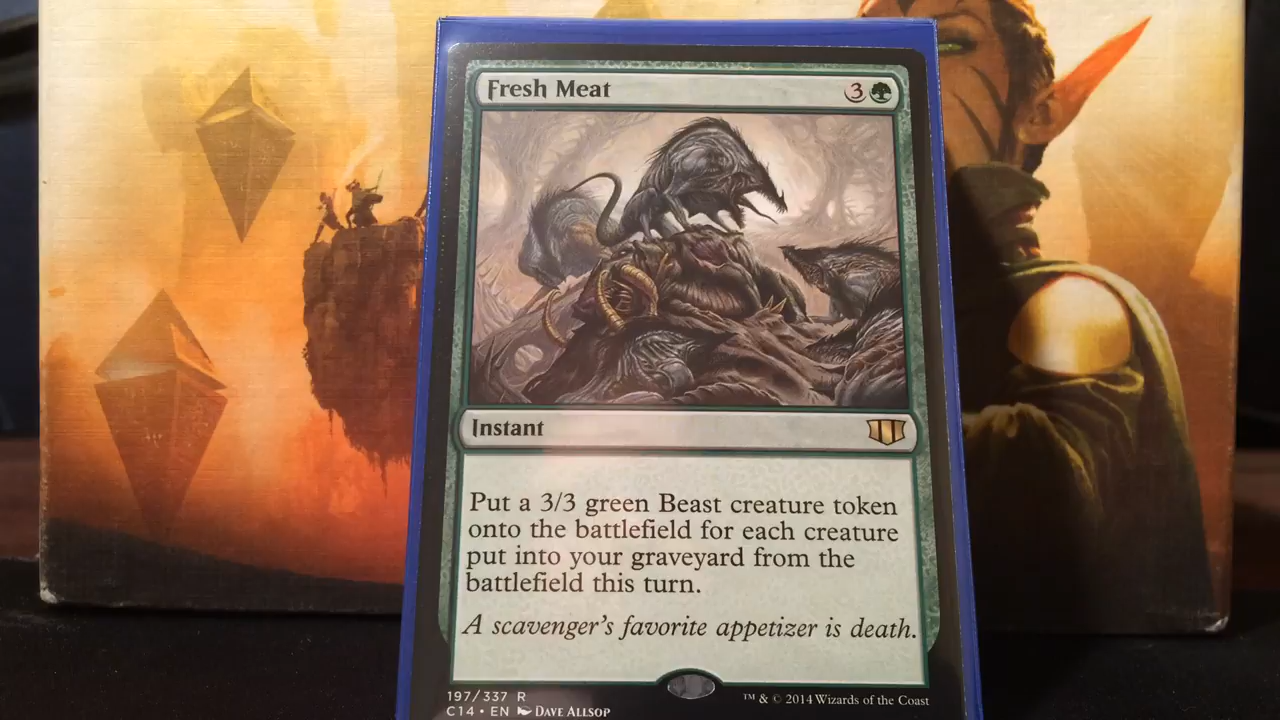 Fresh Meat 3
Instant
Put a 3/3 green Beast creature token
onto the battlefield for each creature
put into your graveyard from the
battlefield this turn.
A scavenger's favorite appetizer is death.
197/337 R
C14 • EN DAVE ALLSOP
™ & © 2014 Wizards of the Coast